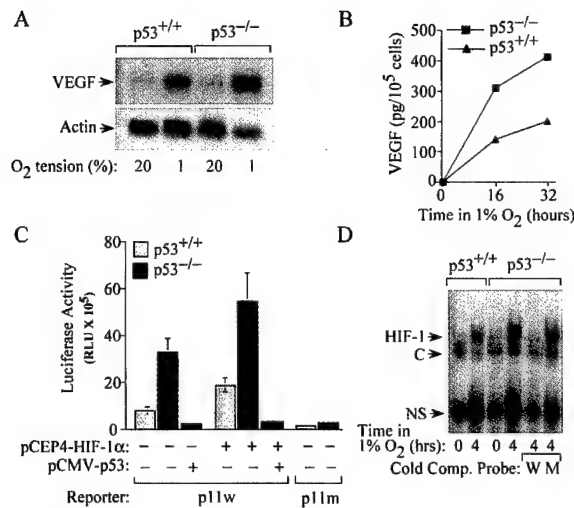 A
p53+/+ p53−/−
VEGF
Actin
O2 tension (%): 20 1 20 1
B
p53−/−
p53+/+
VEGF (pg/10^5 cells)
500
400
300
200
100
0
0 16 32
Time in 1% O2 (hours)
C
p53+/+
p53−/−
Luciferase Activity
(RLU X 10^5)
80
60
40
20
0
pCEP4-HIF-1α: − − − + + + − −
pCMV-p53: − − + − − + − −
Reporter: p11w p11m
D
p53+/+ p53−/−
HIF-1
C
NS
Time in
1% O2 (hrs) 0 4 0 4 4 4
Cold Comp. Probe: W M